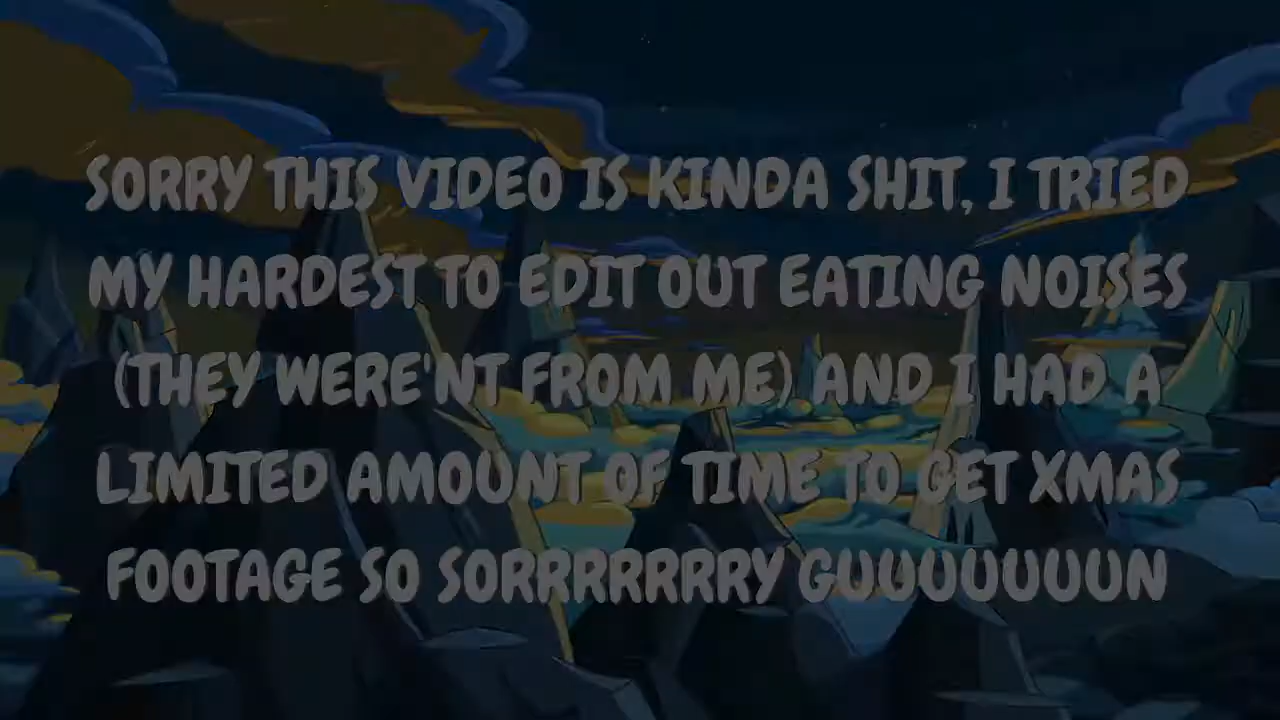 SORRY THIS VIDEO IS KINDA SHIT, I TRIED
MY HARDEST TO EDIT OUT EATING NOISES
(THEY WERE'NT FROM ME) AND I HAD A
LIMITED AMOUNT OF TIME TO GET XMAS
FOOTAGE SO SORRRRRRRY GUUUUUUUN